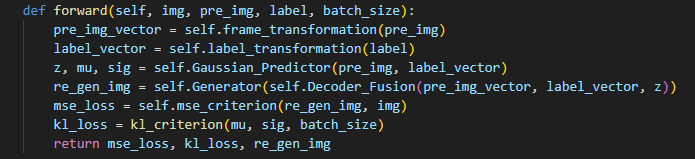 def forward(self, img, pre_img, label, batch_size):
    pre_img_vector = self.frame_transformation(pre_img)
    label_vector = self.label_transformation(label)
    z, mu, sig = self.Gaussian_Predictor(pre_img, label_vector)
    re_gen_img = self.Generator(self.Decoder_Fusion(pre_img_vector, label_vector, z))
    mse_loss = self.mse_criterion(re_gen_img, img)
    kl_loss = kl_criterion(mu, sig, batch_size)
    return mse_loss, kl_loss, re_gen_img